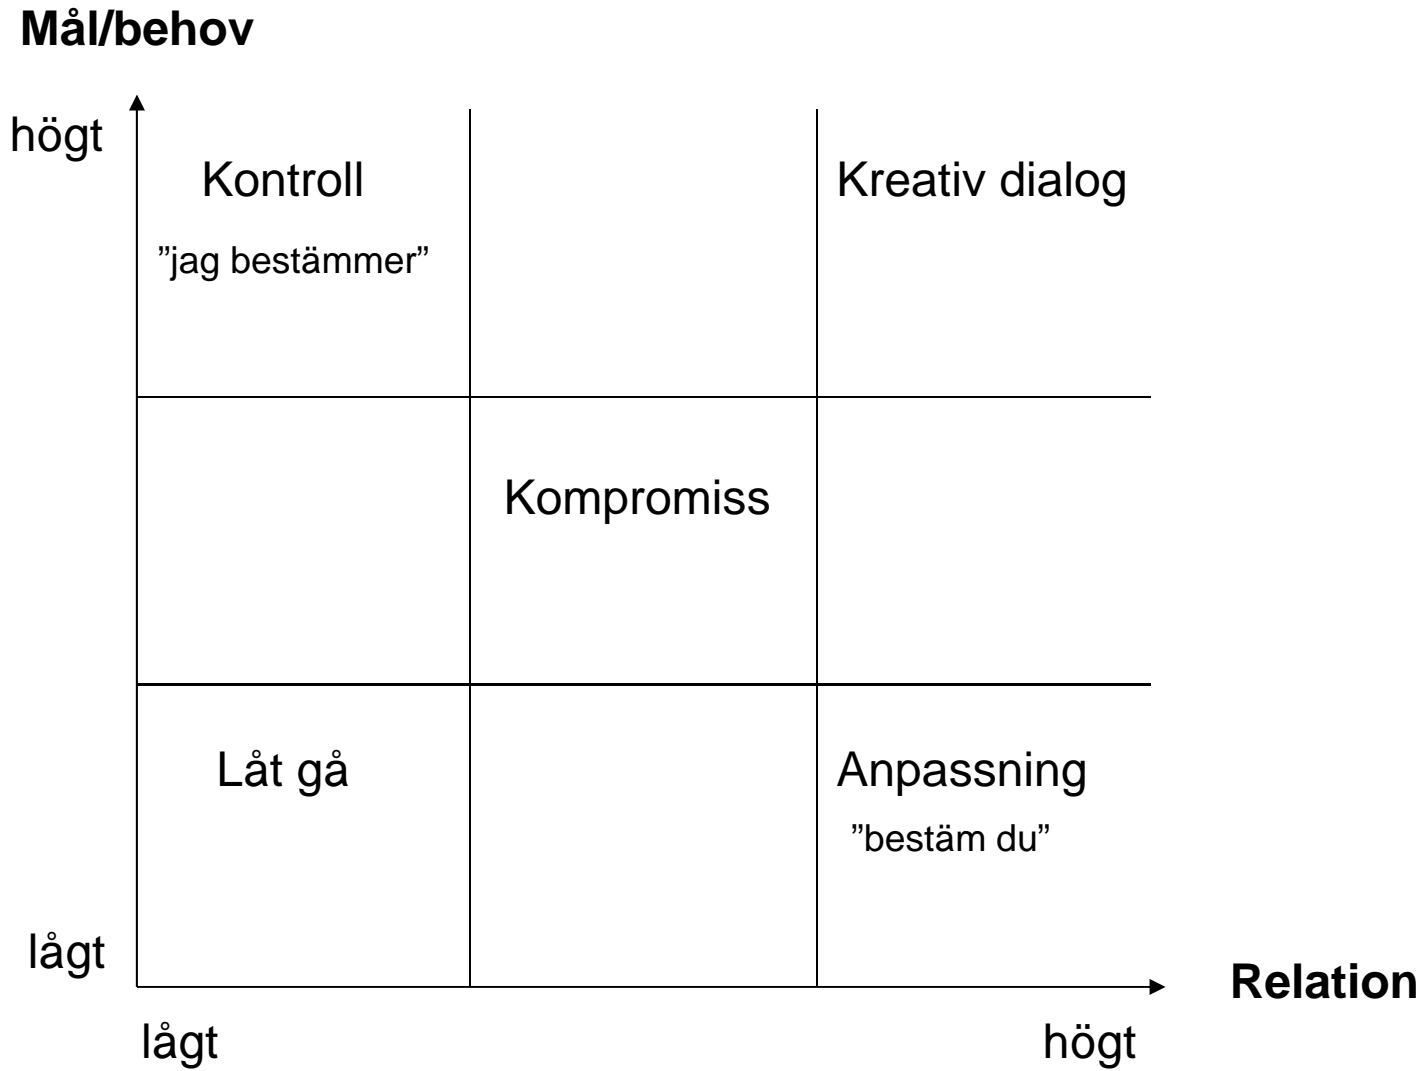 Mål/behov
högt
Kontroll
Kreativ dialog
”jag bestämmer”
Kompromiss
Låt gå
Anpassning
”bestäm du”
lågt
Relation
lågt
högt